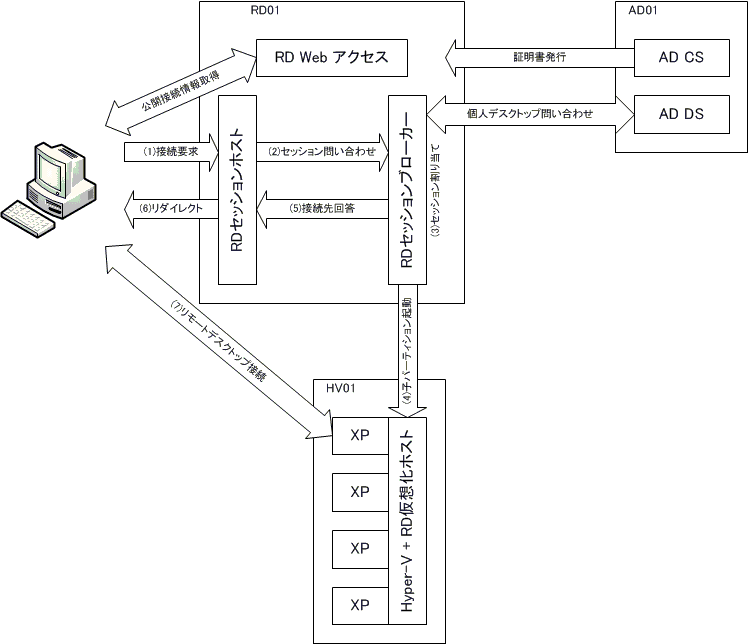 RD01
AD01
RD Web アクセス
証明書発行
AD CS
公開接続情報取得
個人デスクトップ問い合わせ
AD DS
(1)接続要求
RDセッションホスト
(2)セッション問い合わせ
RDセッションブローカー
(3)セッション割り当て
(6)リダイレクト
(5)接続先回答
(4)子パーティション起動
(7)リモートデスクトップ接続
HV01
XP
XP
XP
XP
Hyper-V + RD仮想化ホスト